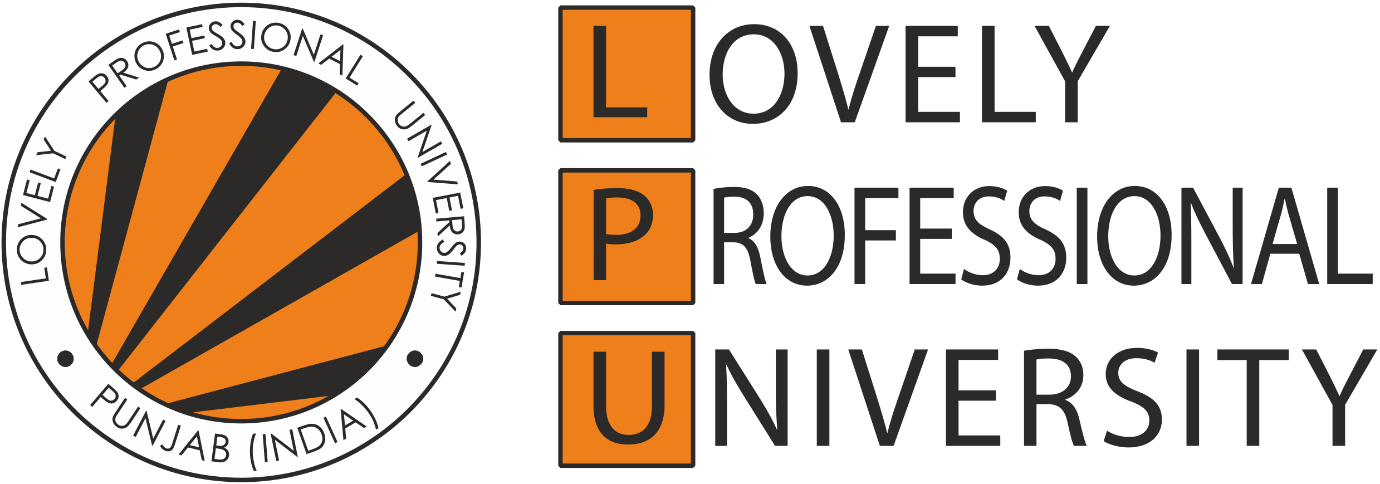 LOVELY PROFESSIONAL UNIVERSITY
• PUNJAB (INDIA) •
LOVELY
PROFESSIONAL
UNIVERSITY